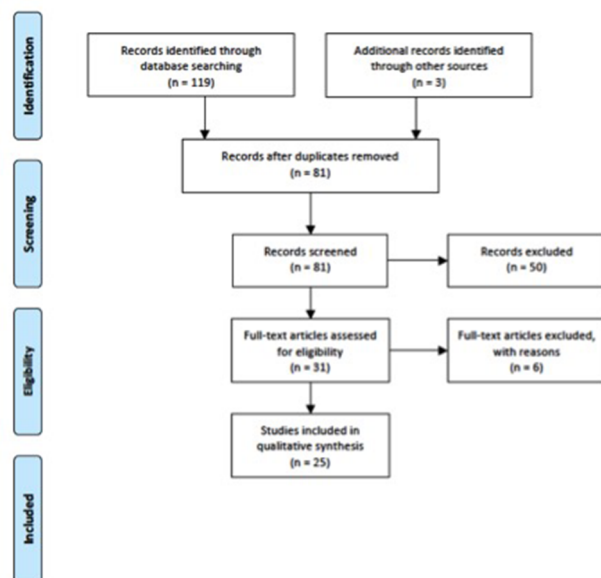 Identification
Records identified through
database searching
(n = 119)
Additional records identified
through other sources
(n = 3)
Records after duplicates removed
(n = 81)
Screening
Records screened
(n = 81)
Records excluded
(n = 50)
Eligibility
Full-text articles assessed
for eligibility
(n = 31)
Full-text articles excluded,
with reasons
(n = 6)
Studies included in
qualitative synthesis
(n = 25)
Included